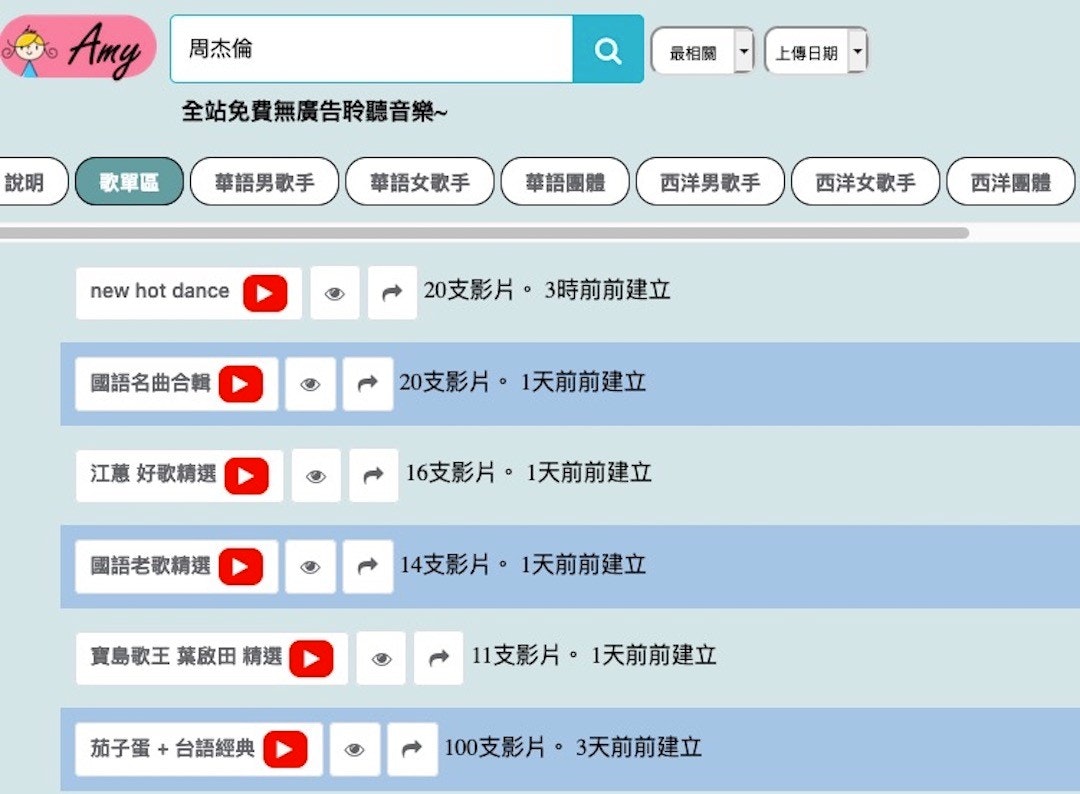 Amy
周杰倫
最相關
上傳日期
全站免費無廣告聆聽音樂~
說明
歌單區
華語男歌手
華語女歌手
華語團體
西洋男歌手
西洋女歌手
西洋團體
new hot dance 20支影片。 3時前前建立
國語名曲合輯 20支影片。 1天前前建立
江蕙 好歌精選 16支影片。 1天前前建立
國語老歌精選 14支影片。 1天前前建立
寶島歌王 葉啟田 精選 11支影片。 1天前前建立
茄子蛋 + 台語經典 100支影片。 3天前前建立